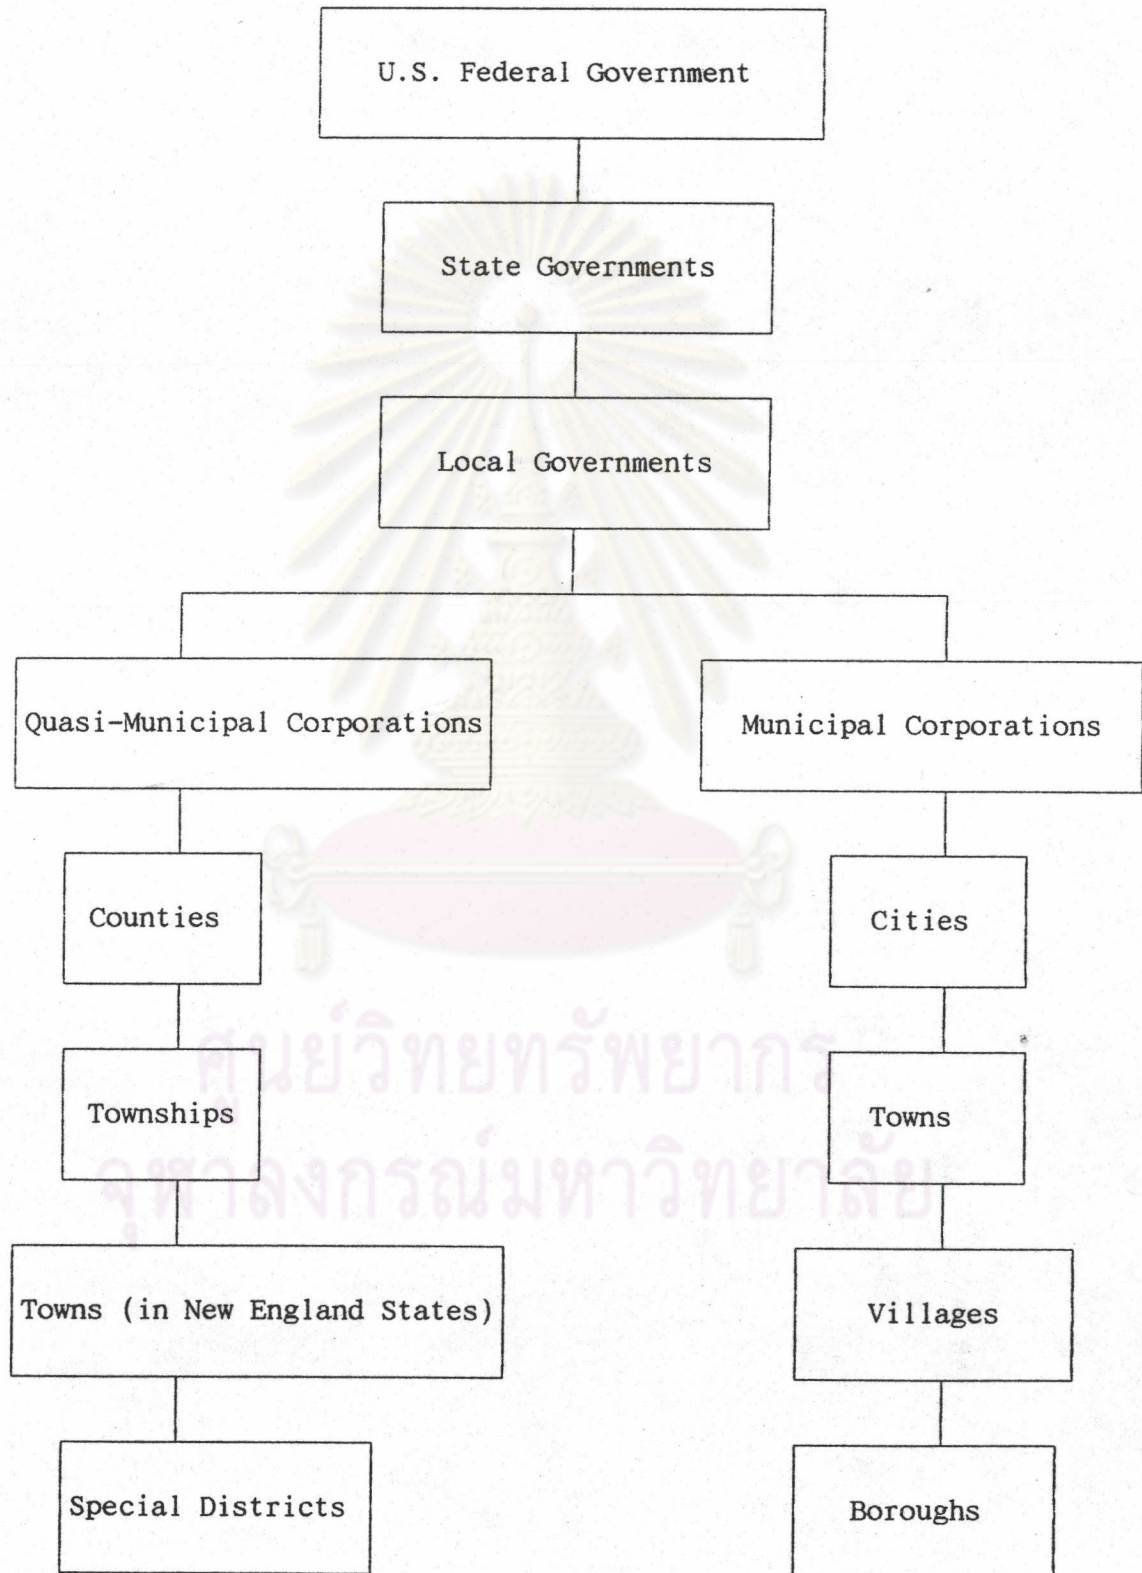 U.S. Federal Government
State Governments
Local Governments
Quasi-Municipal Corporations
Municipal Corporations
Counties
Cities
ศูนย์วิทยทรัพยากร
Townships
Towns
จุฬาลงกรณ์มหาวิทยาลัย
Towns (in New England States)
Villages
Special Districts
Boroughs